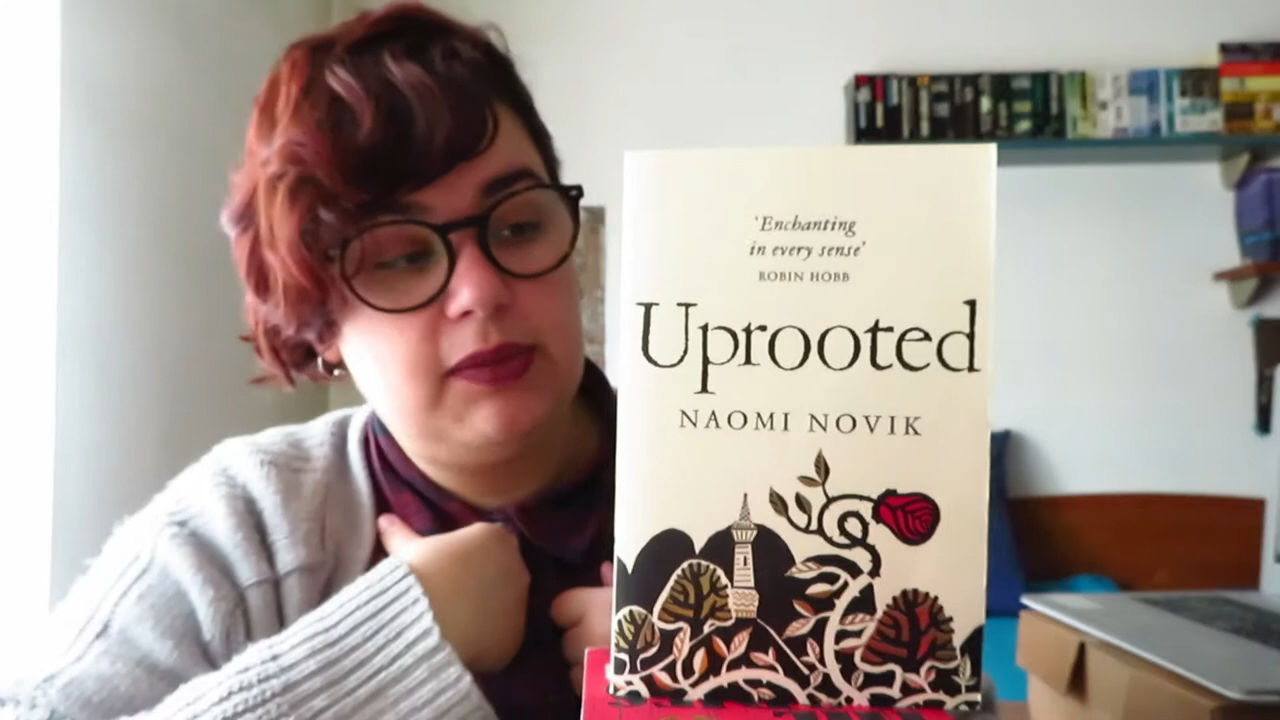 ‘Enchanting
in every sense’
ROBIN HOBB
Uprooted
NAOMI NOVIK